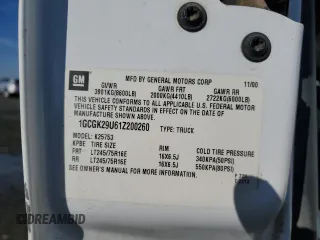 GM
MFD BY GENERAL MOTORS CORP 11/00
GVWR GAWR FRT GAWR RR
3901KG(8600LB) 2000KG(4410LB) 2722KG(6000LB)
THIS VEHICLE CONFORMS TO ALL APPLICABLE U.S. FEDERAL MOTOR
VEHICLE SAFETY STANDARDS IN EFFECT ON THE DATE OF
MANUFACTURE SHOWN ABOVE.
1GCGK29U61Z200260 TYPE: TRUCK
MODEL: K25753
KPBE TIRE SIZE RIM COLD TIRE PRESSURE
FRT LT245/75R16E 16X6.5J 340KPA(50PSI)
RR LT245/75R16E 16X6.5J 550KPA(80PSI)
SEE OWNER'S MANUAL FOR ADDITIONAL INFORMATION.
AUTOBIDMASTER